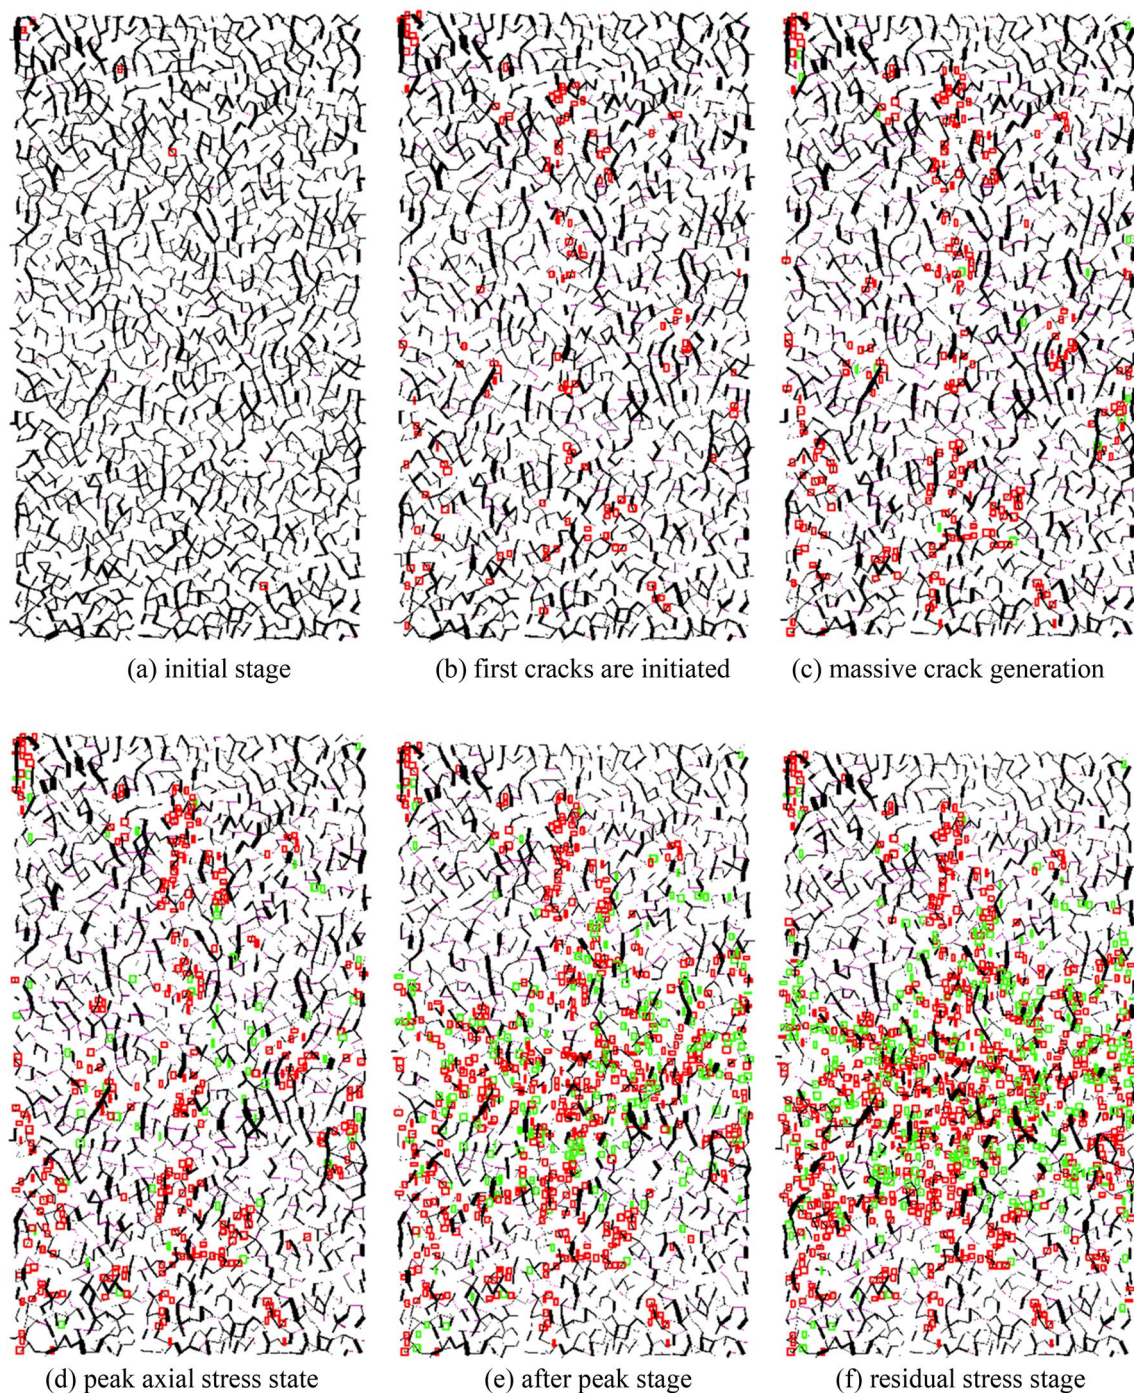 (a) initial stage
(b) first cracks are initiated
(c) massive crack generation
(d) peak axial stress state
(e) after peak stage
(f) residual stress stage